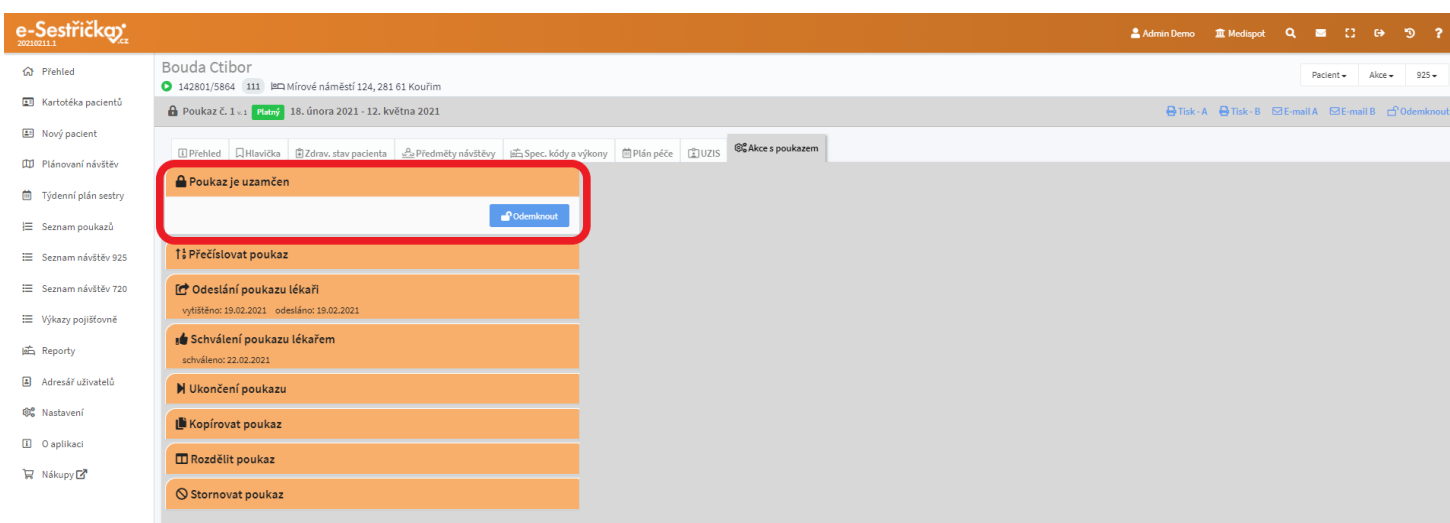 e-Sestřička.cz
20210211.1
Admin Demo Medispot
Přehled
Kartotéka pacientů
Nový pacient
Plánovaní návštěv
Týdenní plán sestry
Seznam poukazů
Seznam návštěv 925
Seznam návštěv 720
Výkazy pojišťovně
Reporty
Adresář uživatelů
Nastavení
O aplikaci
Nákupy
Bouda Ctibor
142801/5864 111 Mírové náměstí 124, 281 61 Kouřim
Pacient Akce 925
Poukaz č. 1 v. 1 Platný 18. února 2021 - 12. května 2021
Tisk - A Tisk - B E-mail A E-mail B Odemknout
Přehled Hlavička Zdrav. stav pacienta Předměty návštěvy Spec. kódy a výkony Plán péče UZIS Akce s poukazem
Poukaz je uzamčen
Odemknout
Přečíslovat poukaz
Odeslání poukazu lékaři
vytištěno: 19.02.2021 odesláno: 19.02.2021
Schválení poukazu lékařem
schváleno: 22.02.2021
Ukončení poukazu
Kopírovat poukaz
Rozdělit poukaz
Stornovat poukaz